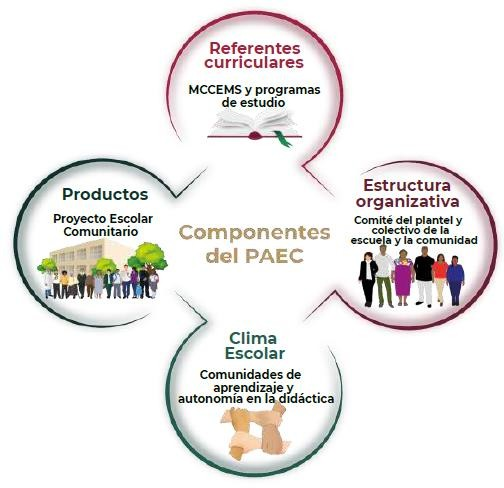 Referentes
curriculares
MCCEMS y programas
de estudio
Productos
Proyecto Escolar
Comunitario
Componentes
del PAEC
Estructura
organizativa
Comité del plantel y
colectivo de la
escuela y la comunidad
Clima
Escolar
Comunidades de
aprendizaje y
autonomía en la didáctica